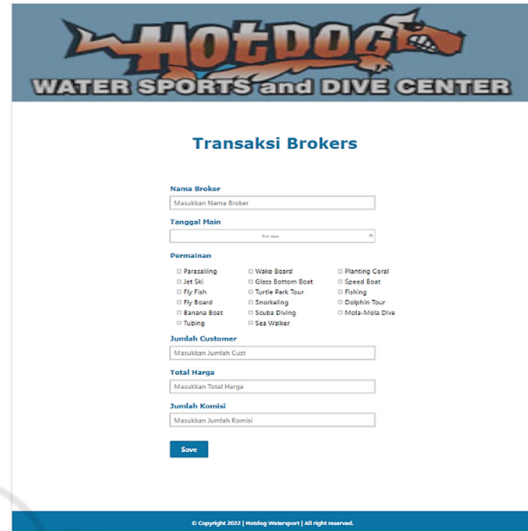 HOTDOG
WATER SPORTS and DIVE CENTER
Transaksi Brokers
Nama Broker
Masukkan Nama Broker
Tanggal Main
Permainan
Parasailing Wake Board Planting Coral
Jet Ski Glass Bottom Boat Speed Boat
Fly Fish Turtle Park Tour Fishing
Fly Board Snorkeling Dolphin Tour
Banana Boat Scuba Diving Mola-Mola Dive
Tubing Sea Walker
Jumlah Customer
Masukkan Jumlah Cust
Total Harga
Masukkan Total Harga
Jumlah Komisi
Masukkan Jumlah Komisi
Save
© Copyright 2022 | Hotdog Watersport | All right reserved.